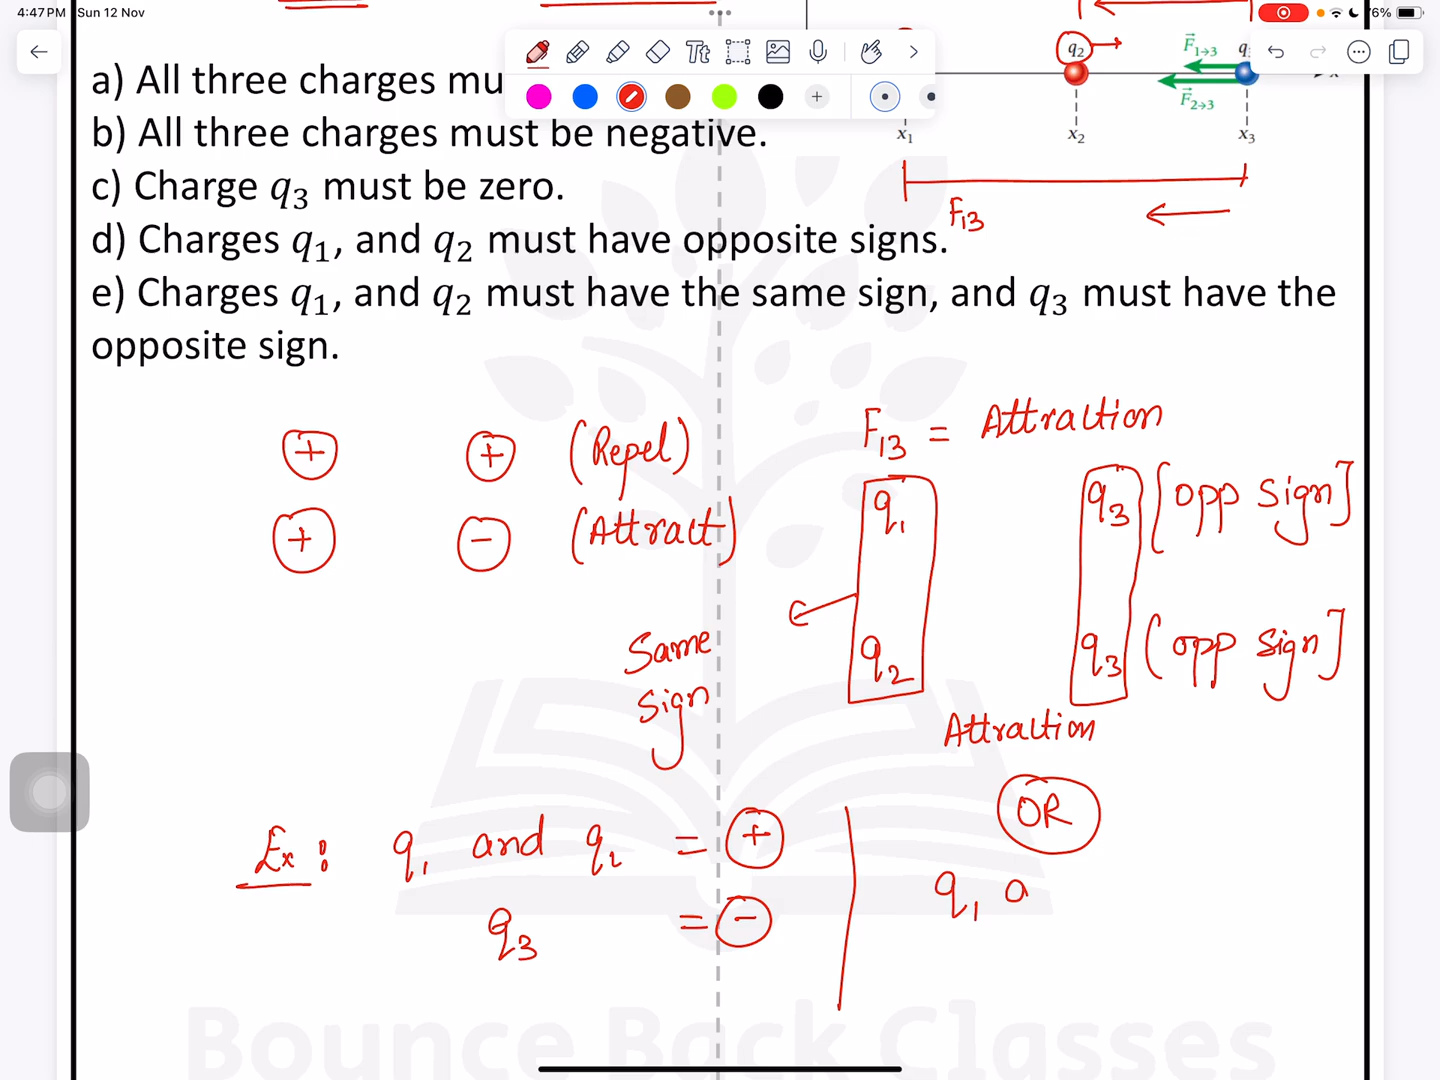 4:47 PM Sun 12 Nov
76%
Tt
q2
F1→3 q
F2→3
x1 x2 x3
a) All three charges mu
b) All three charges must be negative.
c) Charge q3 must be zero.
F13
d) Charges q1, and q2 must have opposite signs.
e) Charges q1, and q2 must have the same sign, and q3 must have the
opposite sign.
+ + (Repel)
+ - (Attract)
F13 = Attraction
q1 q3 [opp sign]
q2 q3 (opp sign]
Same
sign
Attraction
OR
Ex: q1 and q2 = +
q3 = -
q1 a
Bounce Back Classes